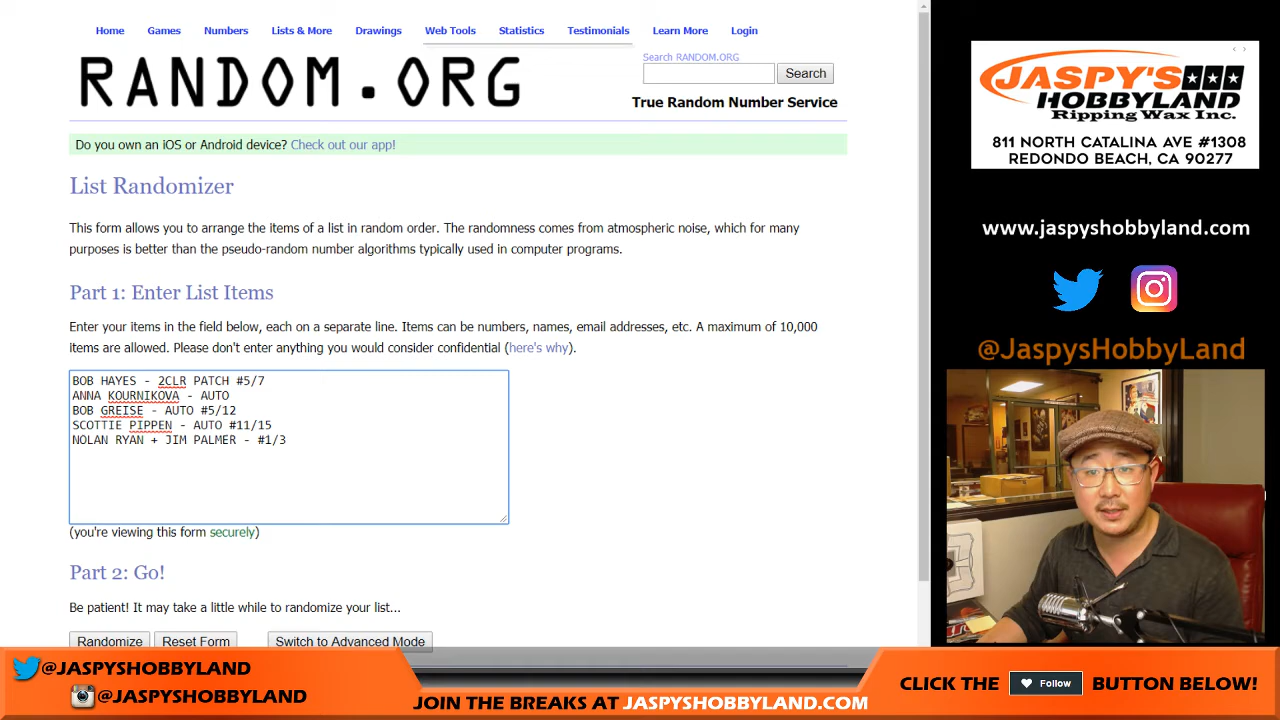 Home Games Numbers Lists & More Drawings Web Tools Statistics Testimonials Learn More Login
RANDOM.ORG
Search RANDOM.ORG
Search
True Random Number Service
Do you own an iOS or Android device? Check out our app!
List Randomizer
This form allows you to arrange the items of a list in random order. The randomness comes from atmospheric noise, which for many
purposes is better than the pseudo-random number algorithms typically used in computer programs.
Part 1: Enter List Items
Enter your items in the field below, each on a separate line. Items can be numbers, names, email addresses, etc. A maximum of 10,000
items are allowed. Please don't enter anything you would consider confidential (here's why).
BOB HAYES - 2CLR PATCH #5/7
ANNA KOURNIKOVA - AUTO
BOB GREISE - AUTO #5/12
SCOTTIE PIPPEN - AUTO #11/15
NOLAN RYAN + JIM PALMER - #1/3
(you're viewing this form securely)
Part 2: Go!
Be patient! It may take a little while to randomize your list...
Randomize Reset Form Switch to Advanced Mode
JASPY'S
HOBBYLAND
Ripping Wax Inc.
811 NORTH CATALINA AVE #1308
REDONDO BEACH, CA 90277
www.jaspyshobbyland.com
@JaspysHobbyLand
@JASPYSHOBBYLAND
@JASPYSHOBBYLAND
JOIN THE BREAKS AT JASPYSHOBBYLAND.COM
CLICK THE Follow BUTTON BELOW!